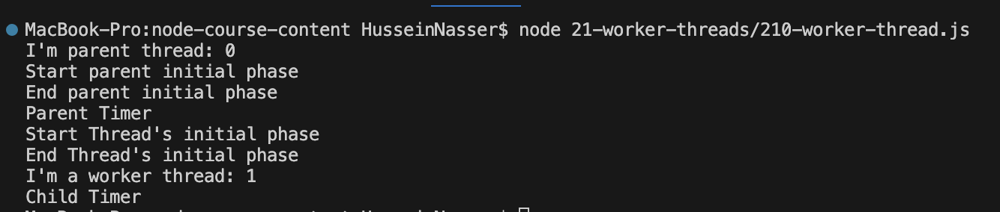 MacBook-Pro:node-course-content HusseinNasser$ node 21-worker-threads/210-worker-thread.js
I'm parent thread: 0
Start parent initial phase
End parent initial phase
Parent Timer
Start Thread's initial phase
End Thread's initial phase
I'm a worker thread: 1
Child Timer